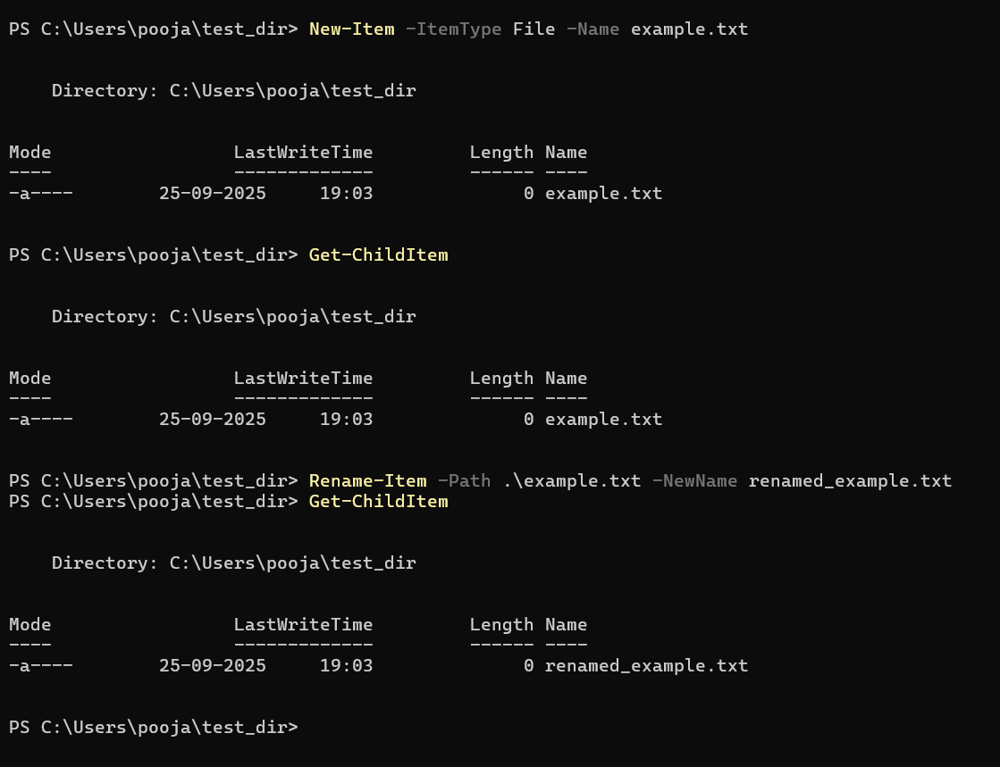 PS C:\Users\pooja\test_dir> New-Item -ItemType File -Name example.txt
Directory: C:\Users\pooja\test_dir
Mode                 LastWriteTime         Length Name
----                 -------------         ------ ----
-a----        25-09-2025     19:03              0 example.txt
PS C:\Users\pooja\test_dir> Get-ChildItem
Directory: C:\Users\pooja\test_dir
Mode                 LastWriteTime         Length Name
----                 -------------         ------ ----
-a----        25-09-2025     19:03              0 example.txt
PS C:\Users\pooja\test_dir> Rename-Item -Path .\example.txt -NewName renamed_example.txt
PS C:\Users\pooja\test_dir> Get-ChildItem
Directory: C:\Users\pooja\test_dir
Mode                 LastWriteTime         Length Name
----                 -------------         ------ ----
-a----        25-09-2025     19:03              0 renamed_example.txt
PS C:\Users\pooja\test_dir>